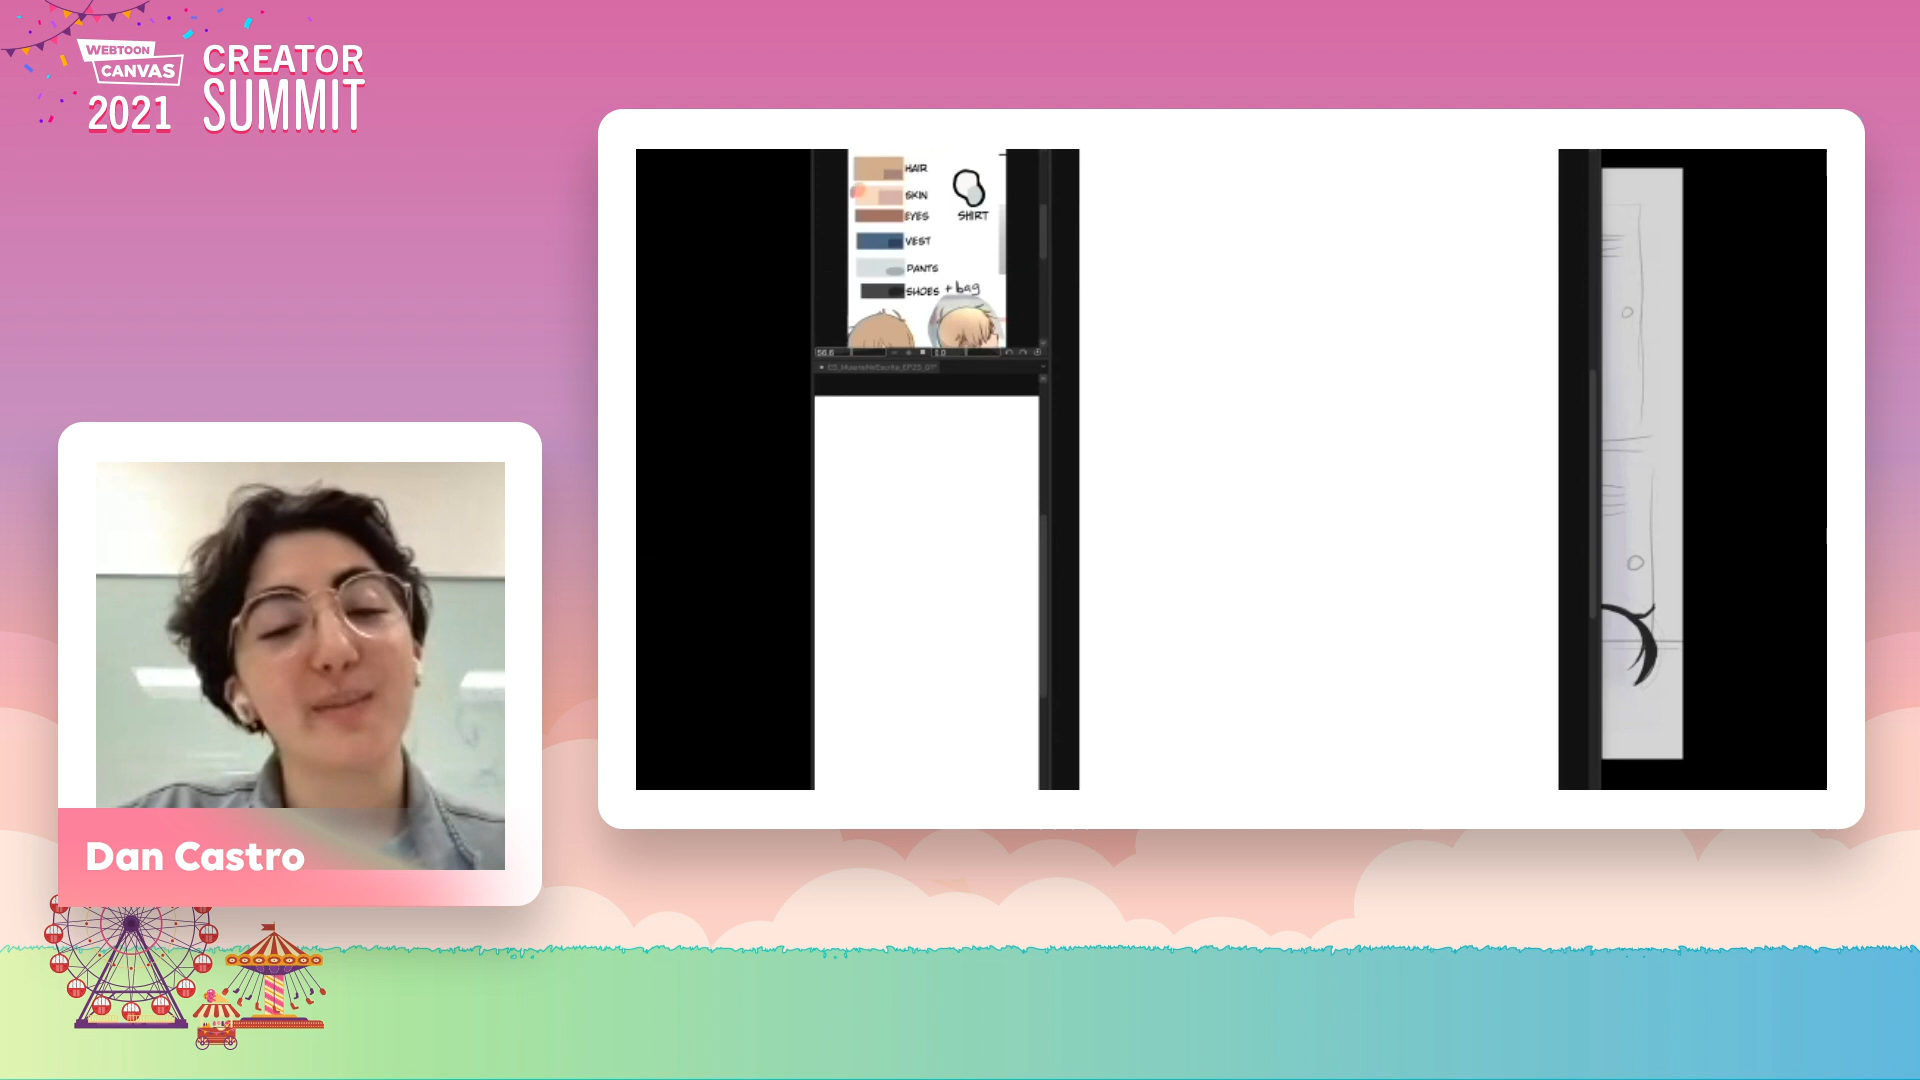 WEBTOON
CANVAS
2021
CREATOR
SUMMIT
HAIR
SKIN
EYES
VEST
PANTS
SHOES + bag
SHIRT
Dan Castro